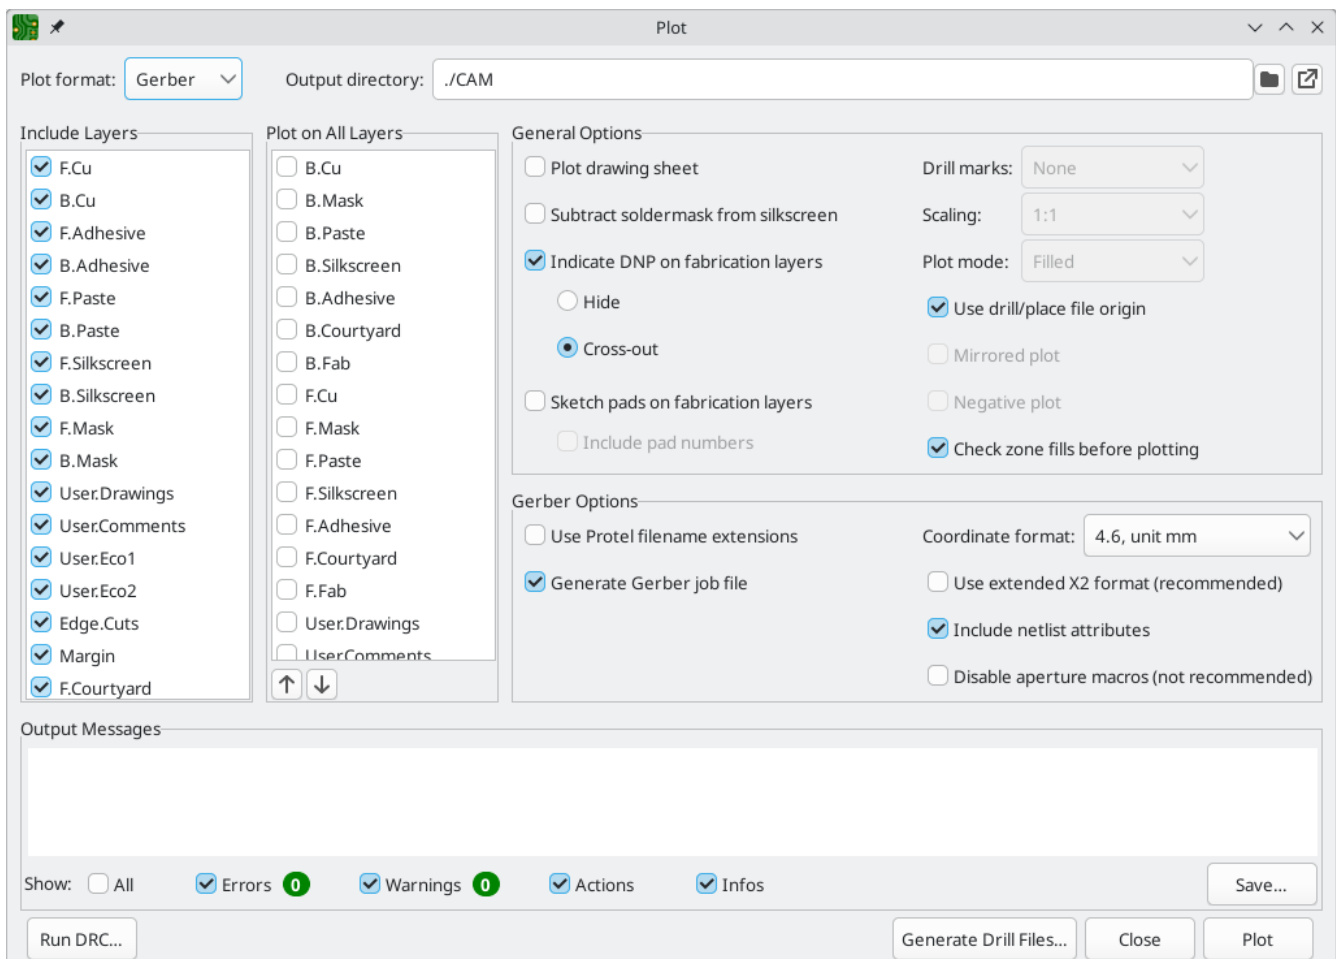 Plot
Plot format: Gerber Output directory: ./CAM
Include Layers
F.Cu
B.Cu
F.Adhesive
B.Adhesive
F.Paste
B.Paste
F.Silkscreen
B.Silkscreen
F.Mask
B.Mask
User.Drawings
User.Comments
User.Eco1
User.Eco2
Edge.Cuts
Margin
F.Courtyard
Plot on All Layers
B.Cu
B.Mask
B.Paste
B.Silkscreen
B.Adhesive
B.Courtyard
B.Fab
F.Cu
F.Mask
F.Paste
F.Silkscreen
F.Adhesive
F.Courtyard
F.Fab
User.Drawings
User.Comments
General Options
Plot drawing sheet
Subtract soldermask from silkscreen
Indicate DNP on fabrication layers
Hide
Cross-out
Sketch pads on fabrication layers
Include pad numbers
Drill marks: None
Scaling: 1:1
Plot mode: Filled
Use drill/place file origin
Mirrored plot
Negative plot
Check zone fills before plotting
Gerber Options
Use Protel filename extensions
Generate Gerber job file
Coordinate format: 4.6, unit mm
Use extended X2 format (recommended)
Include netlist attributes
Disable aperture macros (not recommended)
Output Messages
Show: All Errors 0 Warnings 0 Actions Infos Save...
Run DRC... Generate Drill Files... Close Plot